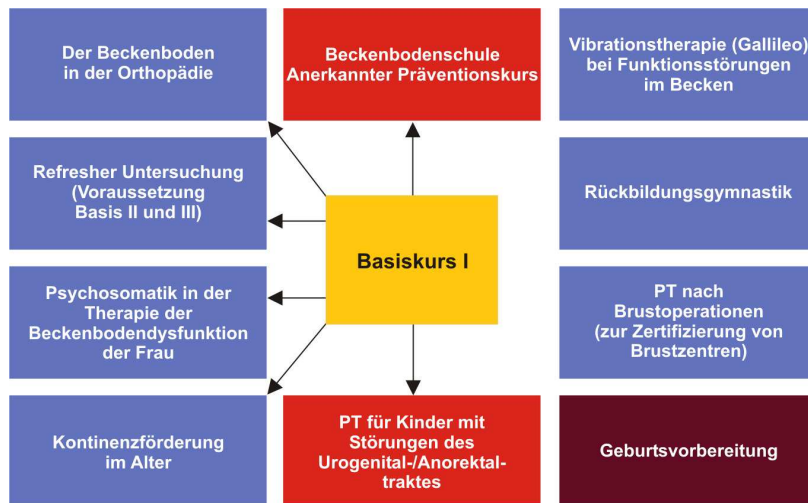 Der Beckenboden
in der Orthopädie
Beckenbodenschule
Anerkannter Präventionskurs
Vibrationstherapie (Gallileo)
bei Funktionsstörungen
im Becken
Refresher Untersuchung
(Voraussetzung
Basis II und III)
Rückbildungsgymnastik
Basiskurs I
Psychosomatik in der
Therapie der
Beckenbodendysfunktion
der Frau
PT nach
Brustoperationen
(zur Zertifizierung von
Brustzentren)
Kontinenzförderung
im Alter
PT für Kinder mit
Störungen des
Urogenital-/Anorektal-
traktes
Geburtsvorbereitung